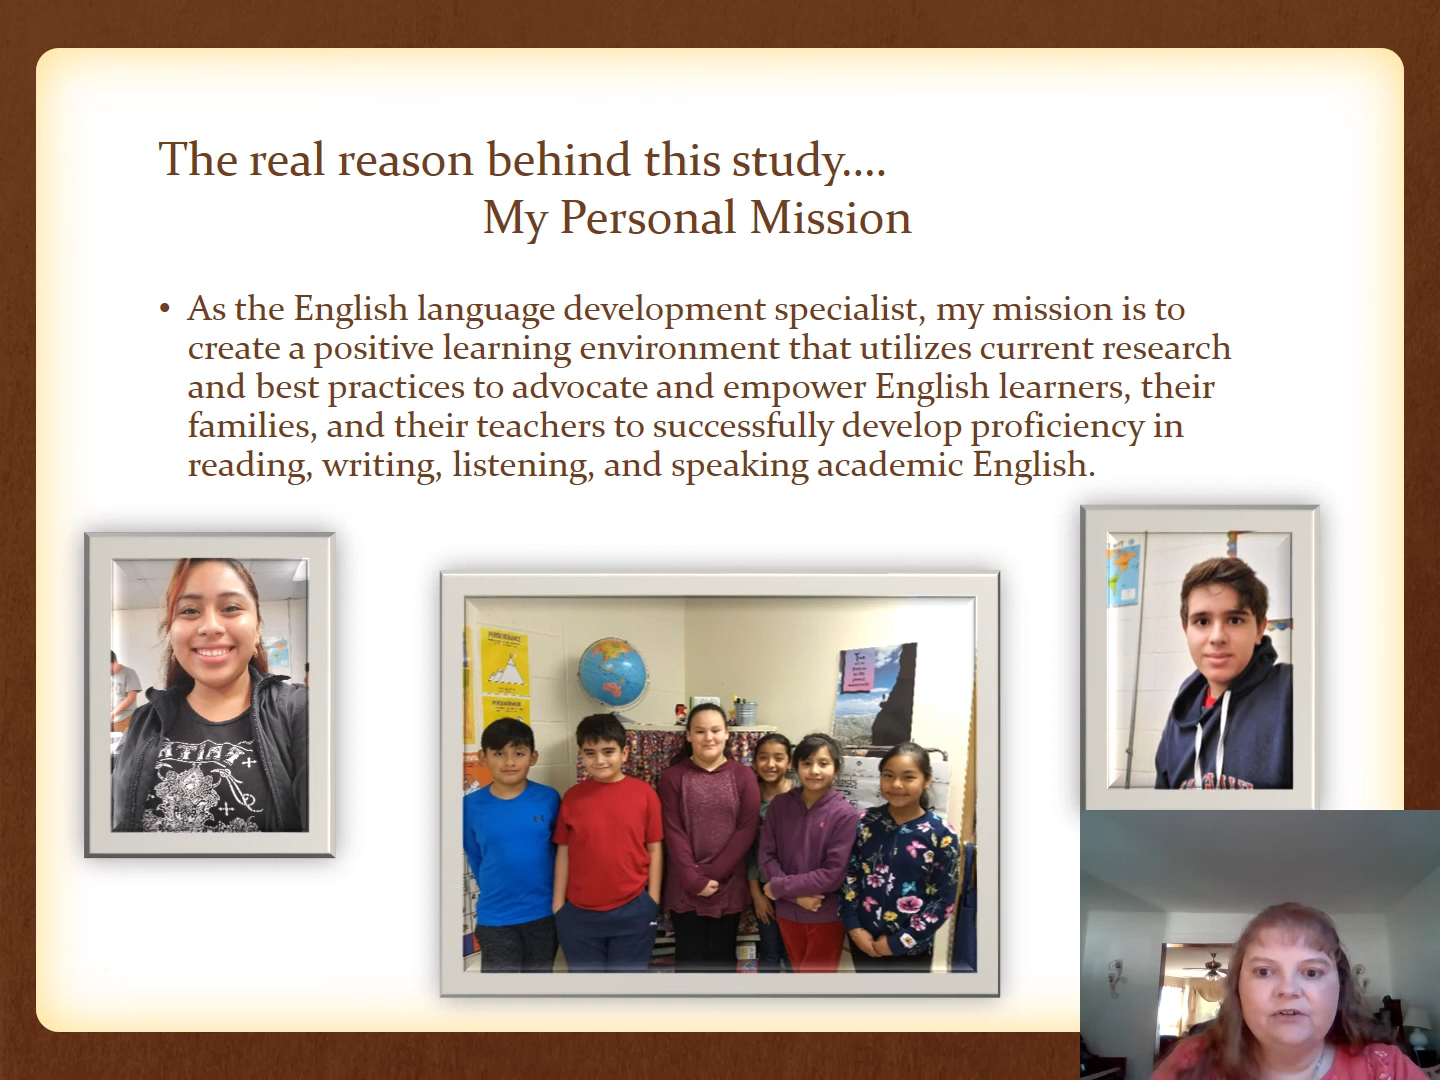 The real reason behind this study....
My Personal Mission
• As the English language development specialist, my mission is to
create a positive learning environment that utilizes current research
and best practices to advocate and empower English learners, their
families, and their teachers to successfully develop proficiency in
reading, writing, listening, and speaking academic English.